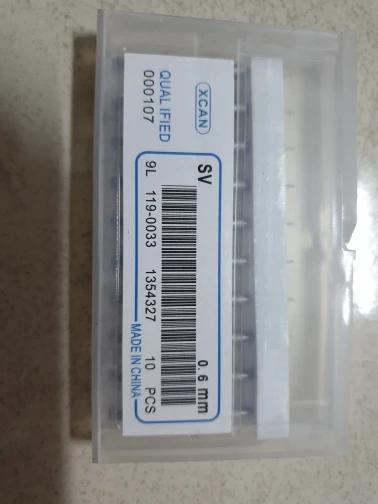 XCAN
QUALIFIED
000107
SV
0.6 mm
9L 119-0033 1354327 10 PCS
MADE IN CHINA